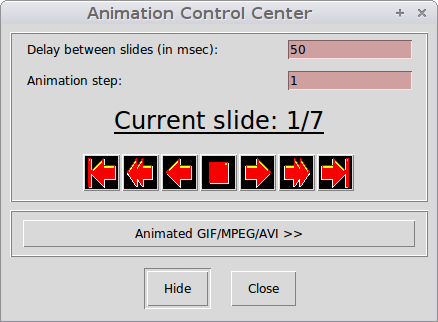 Animation Control Center
Delay between slides (in msec): 50
Animation step: 1
Current slide: 1/7
Animated GIF/MPEG/AVI >>
Hide Close